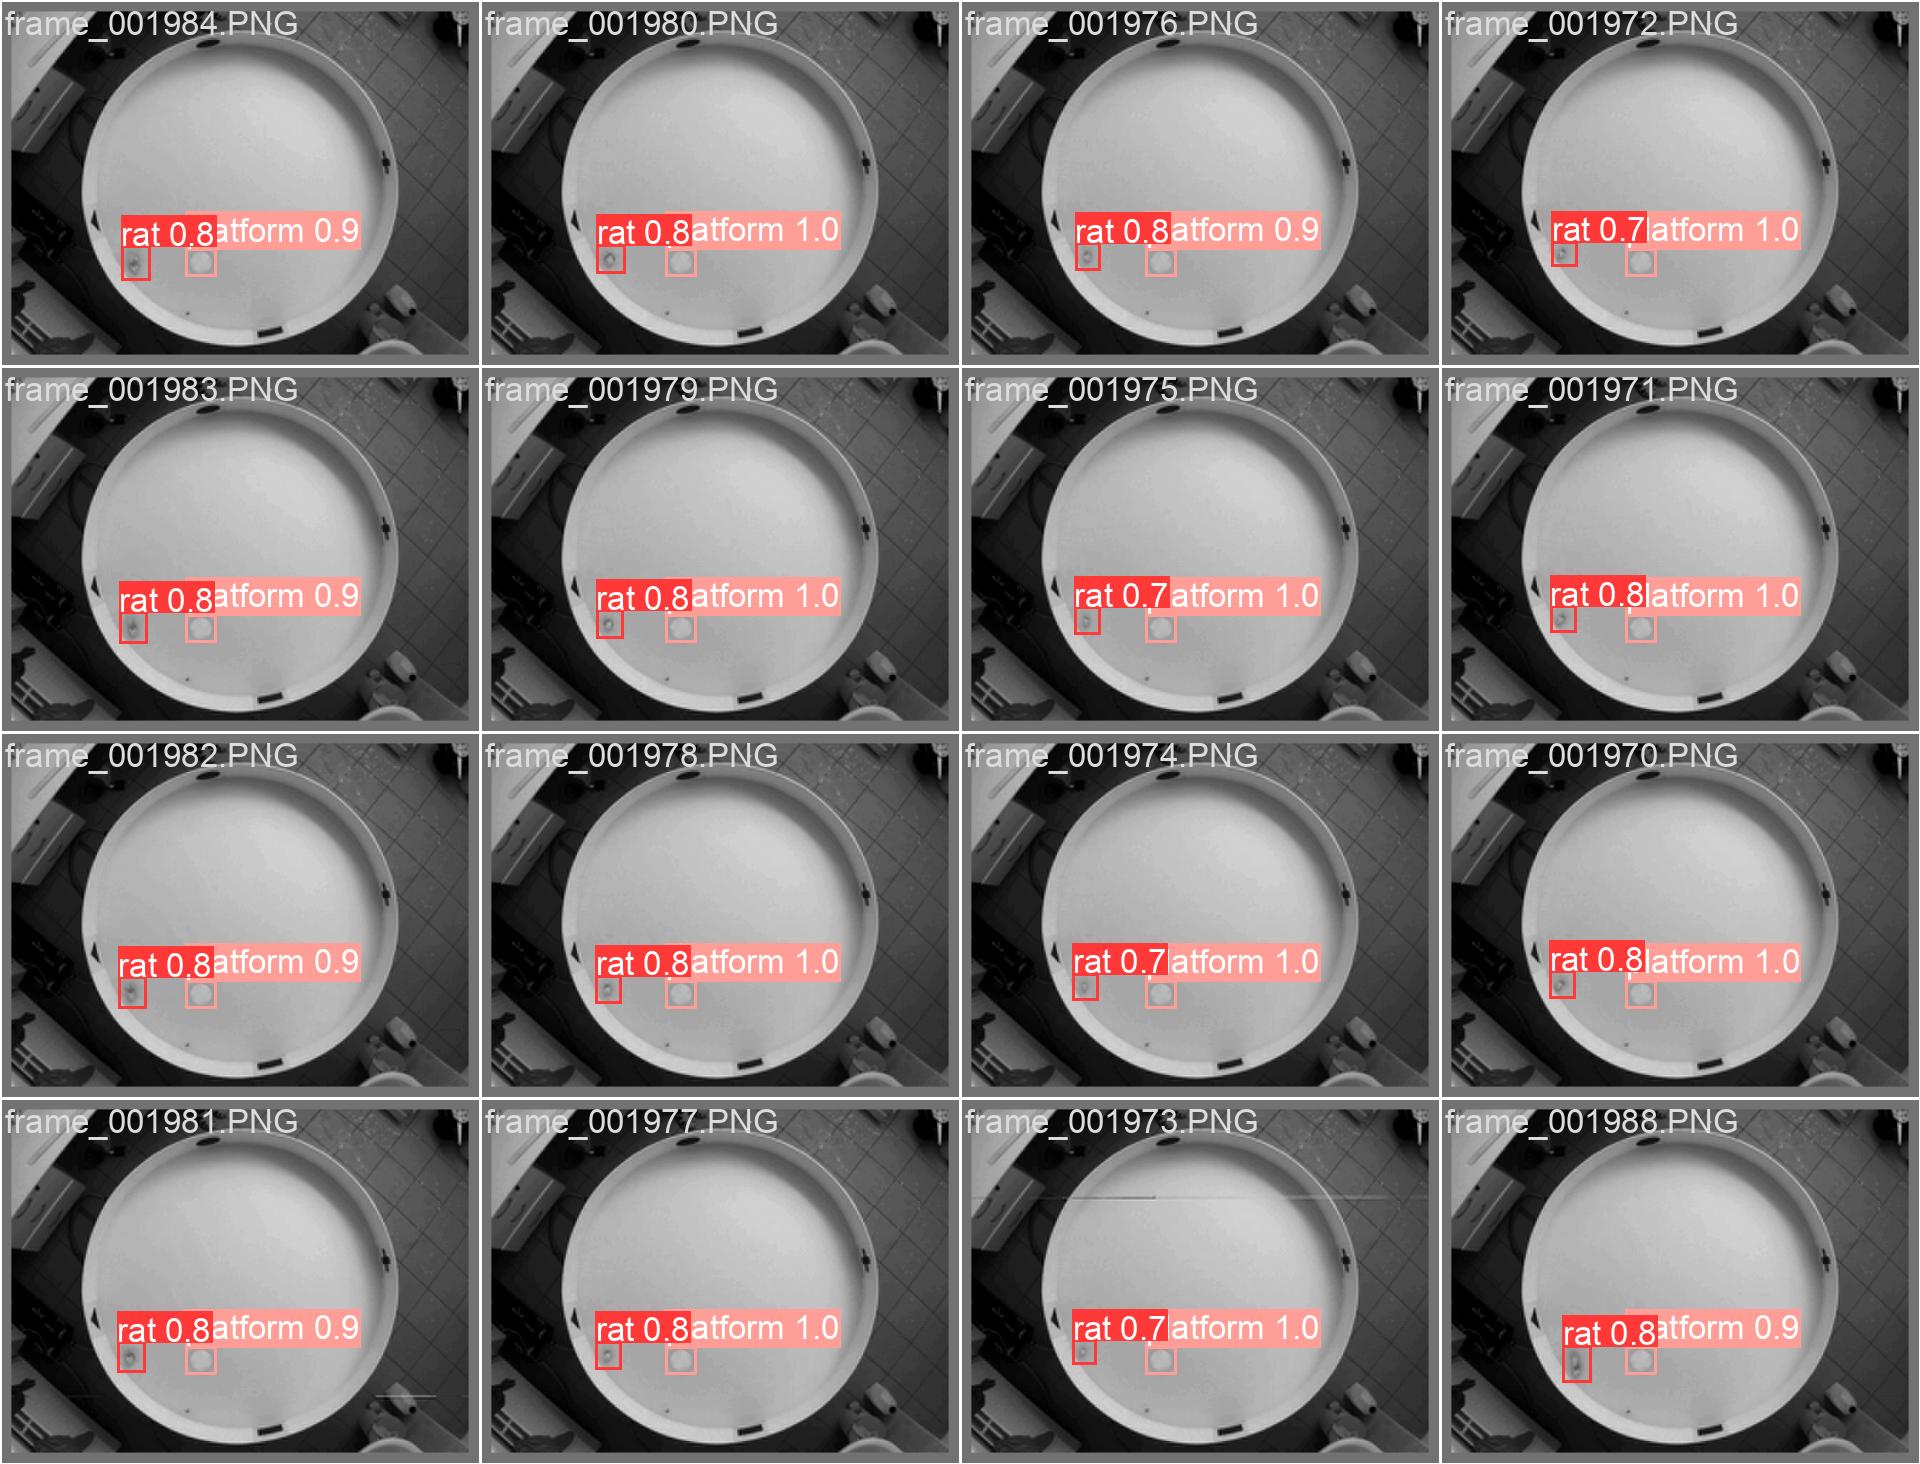 frame_001984.PNG
rat 0.8 atform 0.9
frame_001980.PNG
rat 0.8 atform 1.0
frame_001976.PNG
rat 0.8 atform 0.9
frame_001972.PNG
rat 0.7 latform 1.0
frame_001983.PNG
rat 0.8 atform 0.9
frame_001979.PNG
rat 0.8 atform 1.0
frame_001975.PNG
rat 0.7 atform 1.0
frame_001971.PNG
rat 0.8 latform 1.0
frame_001982.PNG
rat 0.8 atform 0.9
frame_001978.PNG
rat 0.8 atform 1.0
frame_001974.PNG
rat 0.7 latform 1.0
frame_001970.PNG
rat 0.8 latform 1.0
frame_001981.PNG
rat 0.8 atform 0.9
frame_001977.PNG
rat 0.8 atform 1.0
frame_001973.PNG
rat 0.7 latform 1.0
frame_001988.PNG
rat 0.8 atform 0.9